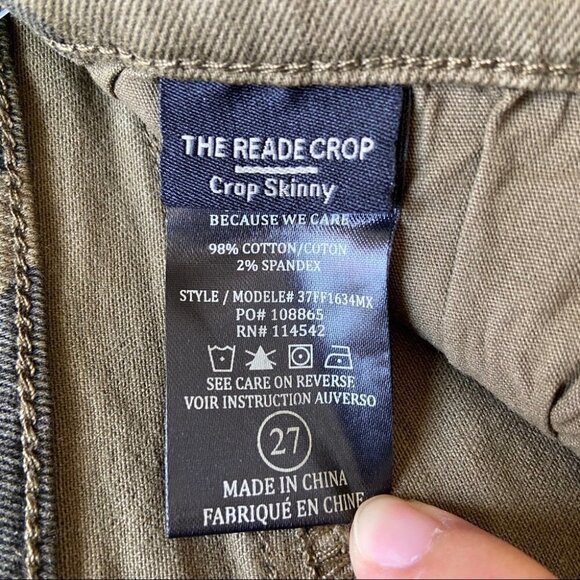 THE READE CROP
Crop Skinny
BECAUSE WE CARE
98% COTTON/COTON
2% SPANDEX
STYLE / MODELE# 37FF1634MX
PO# 108865
RN# 114542
SEE CARE ON REVERSE
VOIR INSTRUCTION AUVERSO
27
MADE IN CHINA
FABRIQUÉ EN CHINE